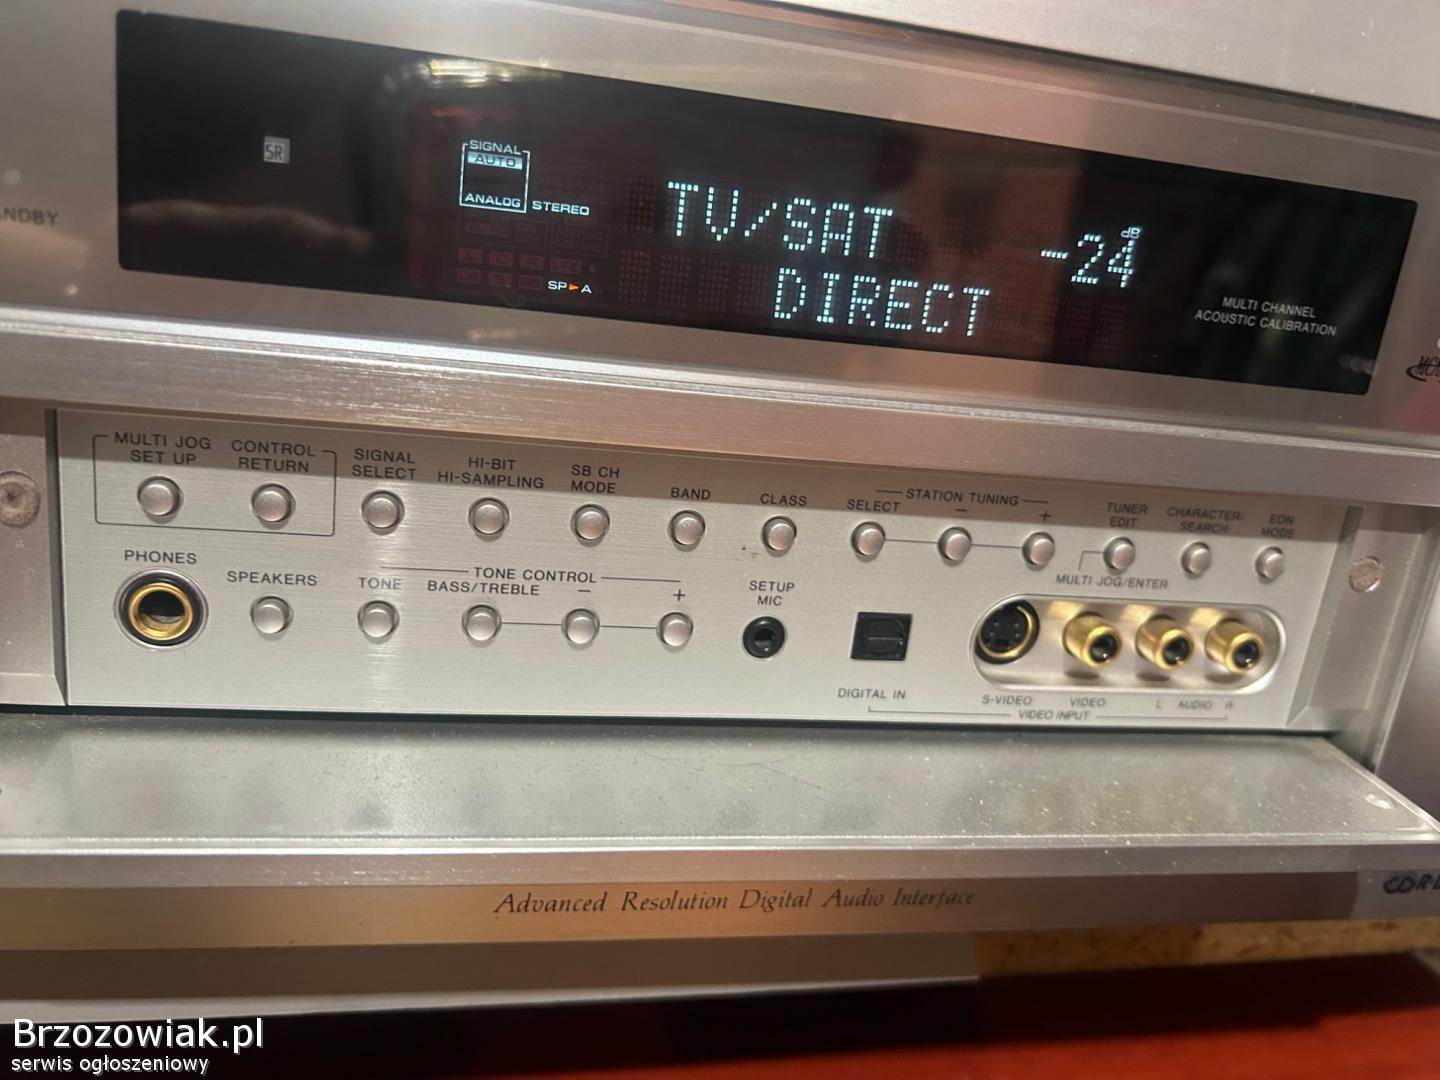 ANDBY
SR
SIGNAL
AUTO
ANALOG STEREO
SP►A
TV/SAT
dB
-24
DIRECT
MULTI CHANNEL
ACOUSTIC CALIBRATION
MULTI JOG
SET UP
CONTROL
RETURN
SIGNAL
SELECT
HI-BIT
HI-SAMPLING
SB CH
MODE
BAND
CLASS
STATION TUNING
SELECT
−
+
TUNER
EDIT
CHARACTER/
SEARCH
EON
MODE
MULTI JOG/ENTER
PHONES
SPEAKERS
TONE CONTROL
TONE
BASS/TREBLE
−
+
SETUP
MIC
DIGITAL IN
S-VIDEO
VIDEO
L AUDIO R
VIDEO INPUT
Advanced Resolution Digital Audio Interface
Brzozowiak.pl
serwis ogłoszeniowy